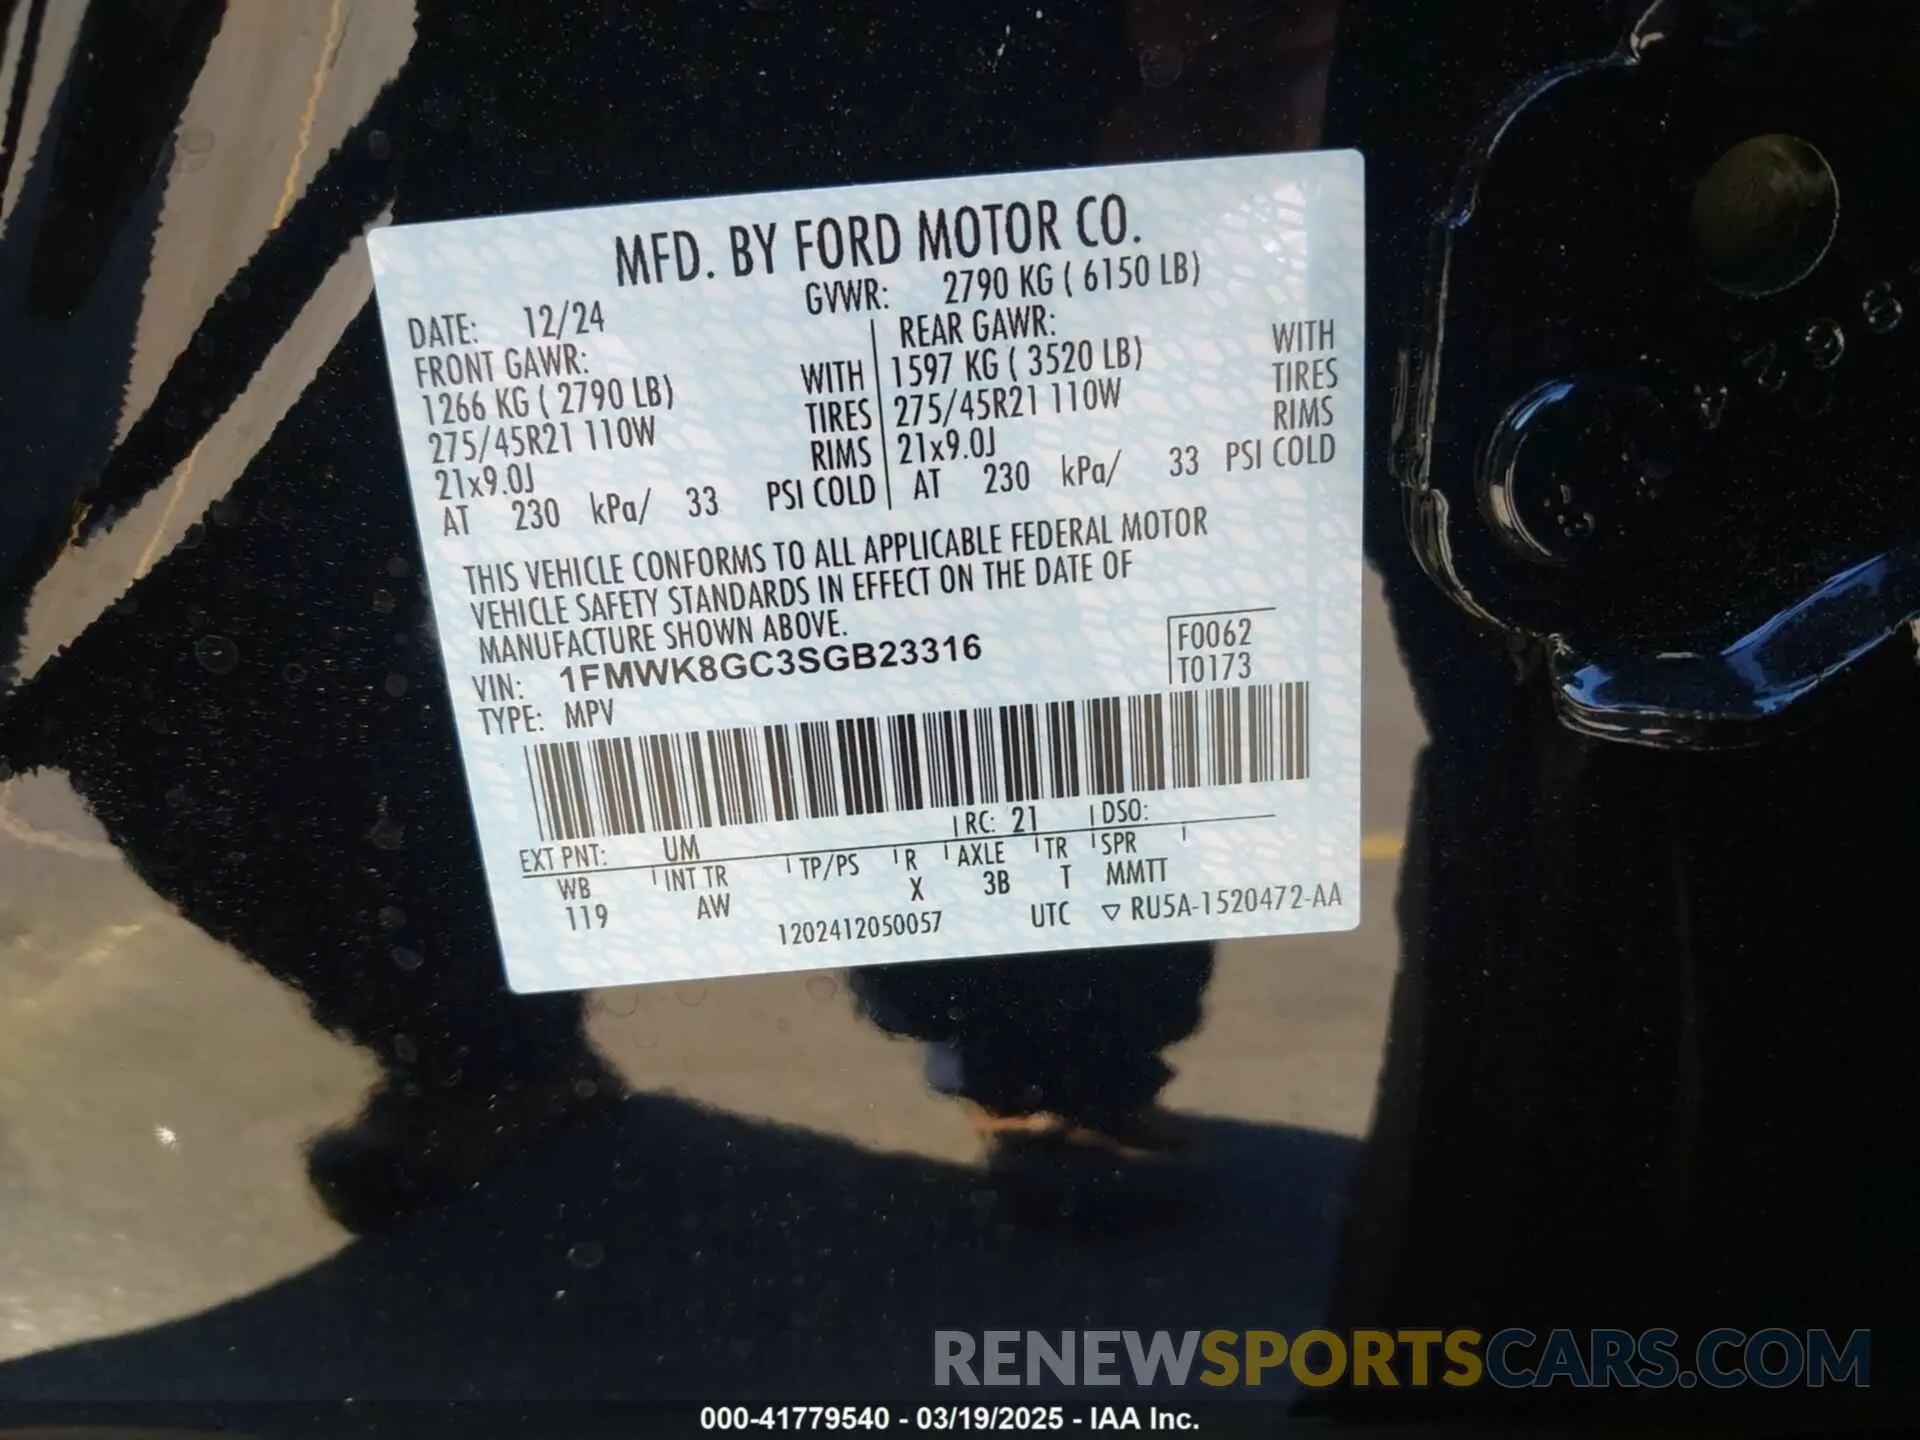 MFD. BY FORD MOTOR CO.
DATE: 12/24 GVWR: 2790 KG ( 6150 LB)
FRONT GAWR: REAR GAWR:
1266 KG ( 2790 LB) WITH 1597 KG ( 3520 LB) WITH
275/45R21 110W TIRES 275/45R21 110W TIRES
21x9.0J RIMS 21x9.0J RIMS
AT 230 kPa/ 33 PSI COLD AT 230 kPa/ 33 PSI COLD
THIS VEHICLE CONFORMS TO ALL APPLICABLE FEDERAL MOTOR
VEHICLE SAFETY STANDARDS IN EFFECT ON THE DATE OF
MANUFACTURE SHOWN ABOVE.
VIN: 1FMWK8GC3SGB23316 F0062
TYPE: MPV T0173
EXT PNT: UM RC: 21 DSO:
WB INT TR TP/PS R AXLE TR SPR
119 AW X 3B T MMTT
1202412050057 UTC ▽ RU5A-1520472-AA
RENEWSPORTSCARS.COM
000-41779540 - 03/19/2025 - IAA Inc.